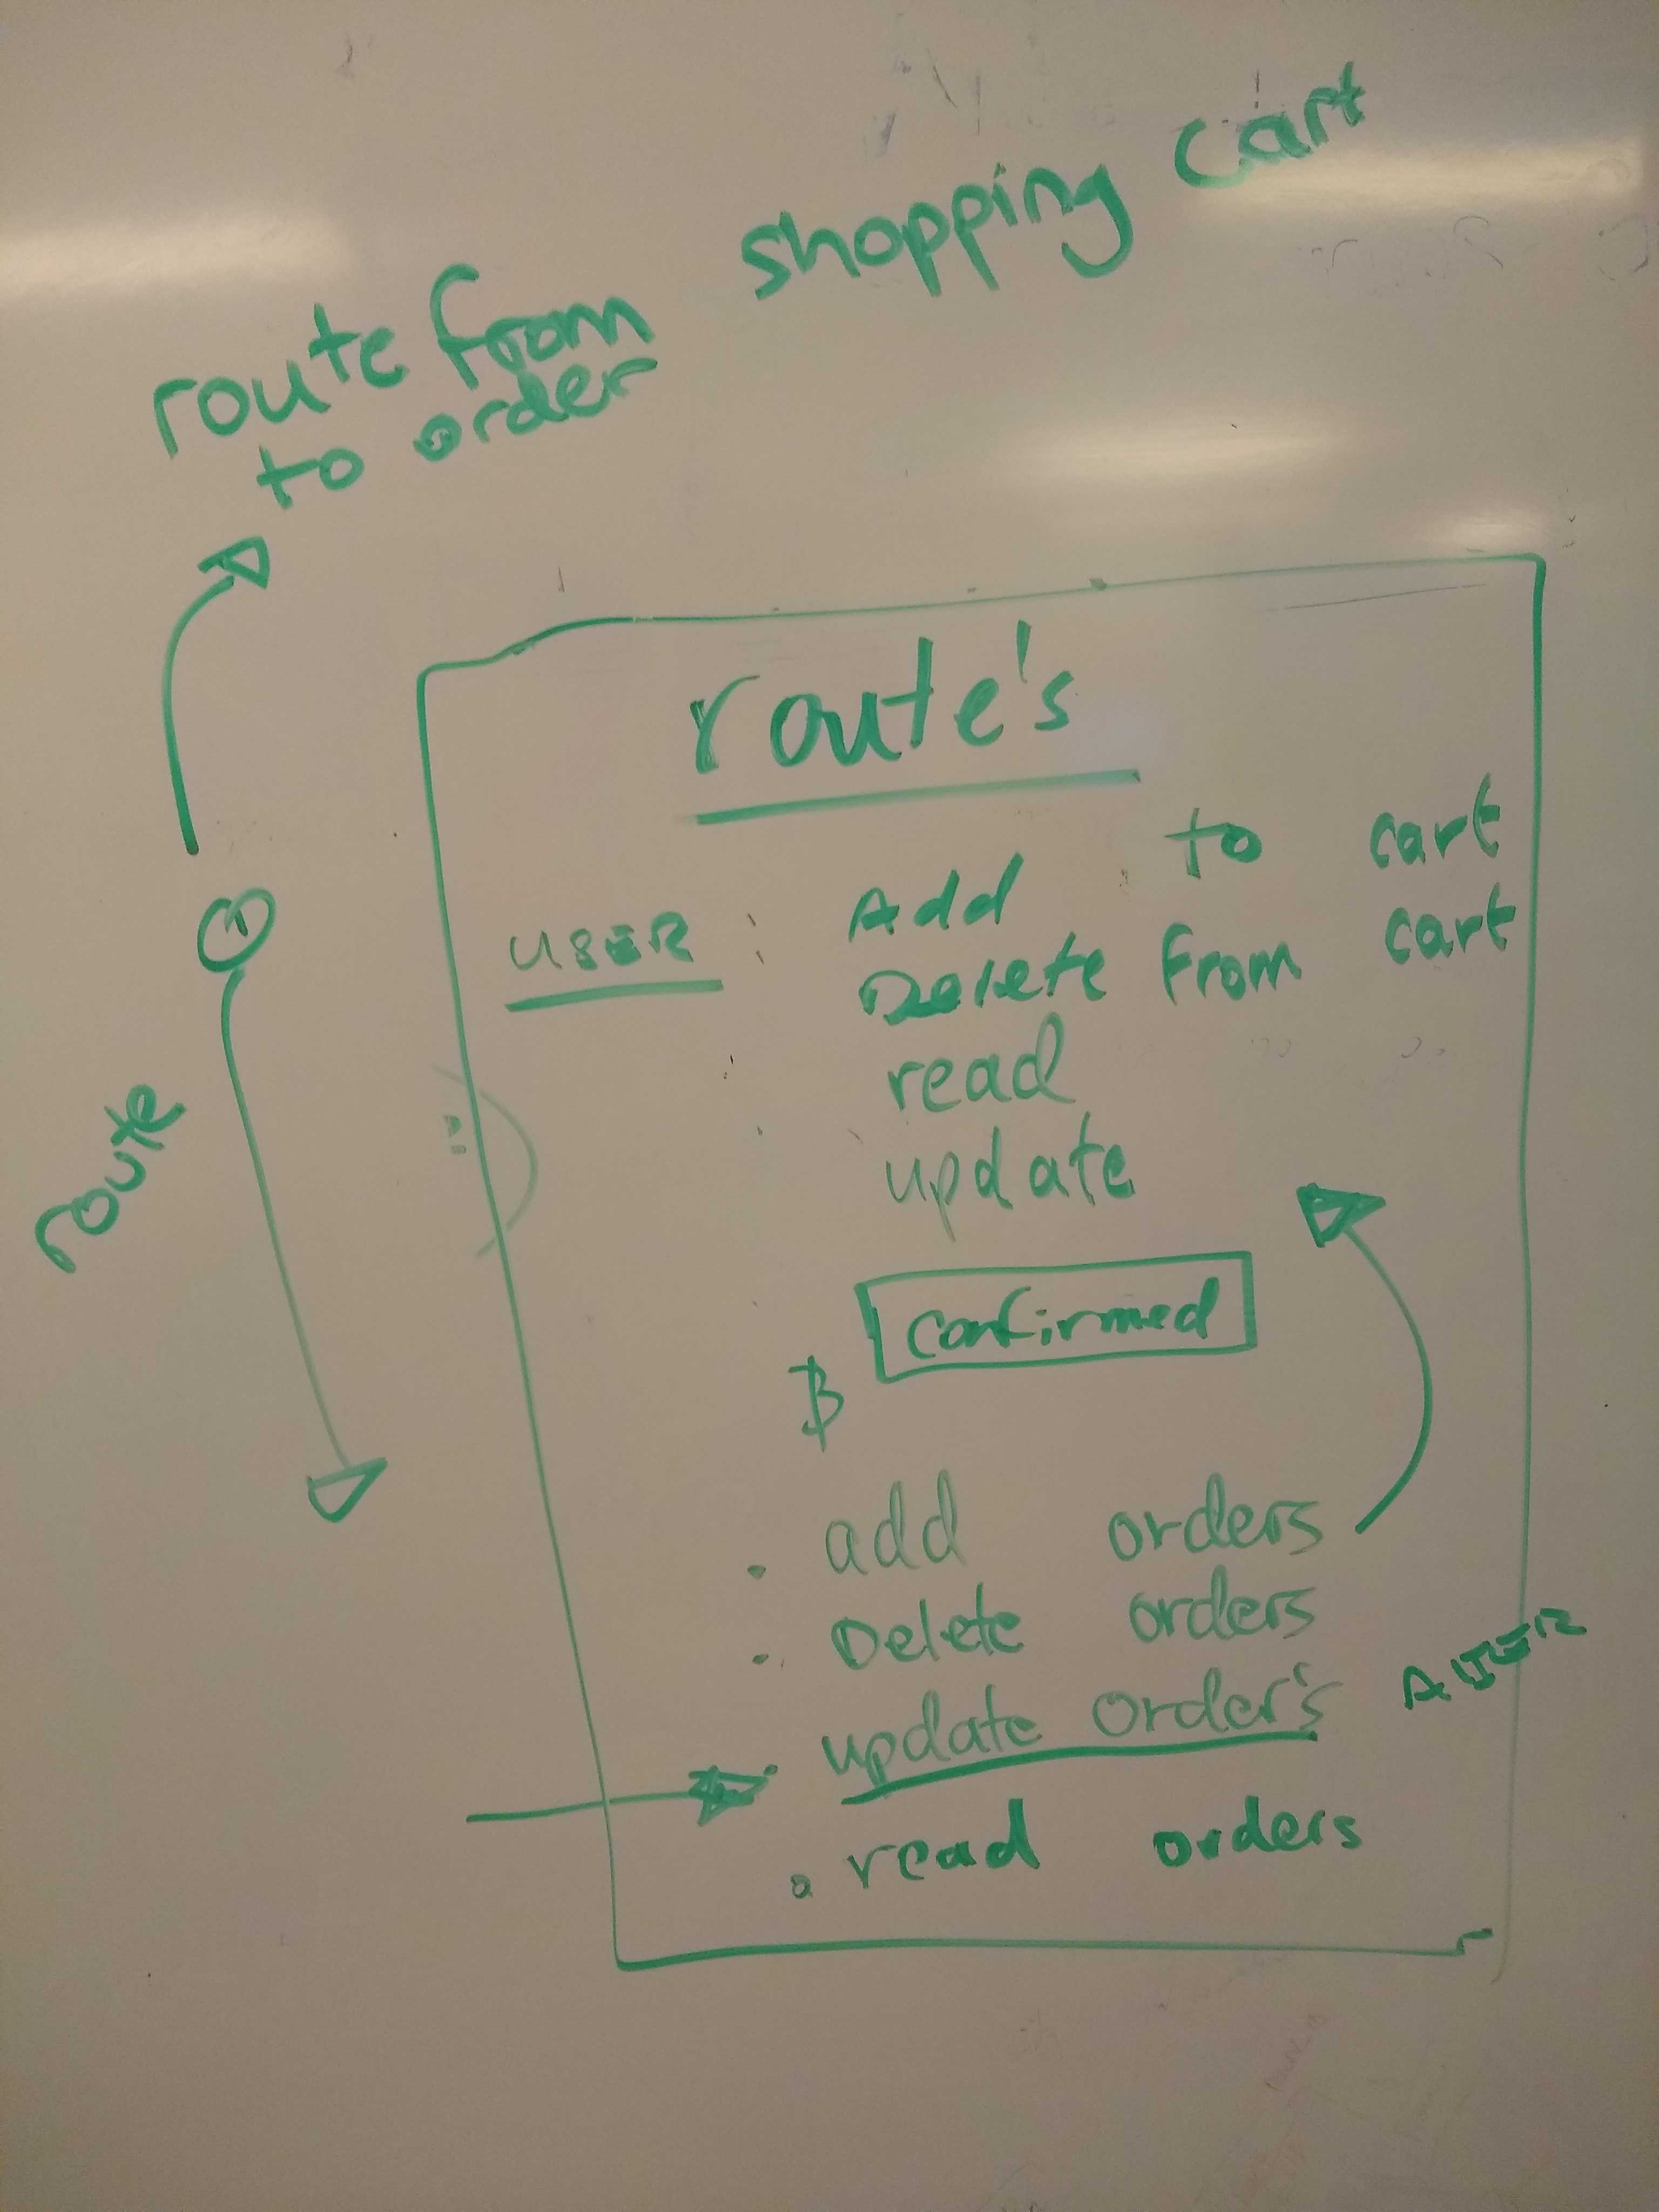 route from shopping cart
to order
route's
USER : Add to cart
Delete from cart
read
update
confirmed
$
. add orders
. Delete orders
. update order's
. read orders
route